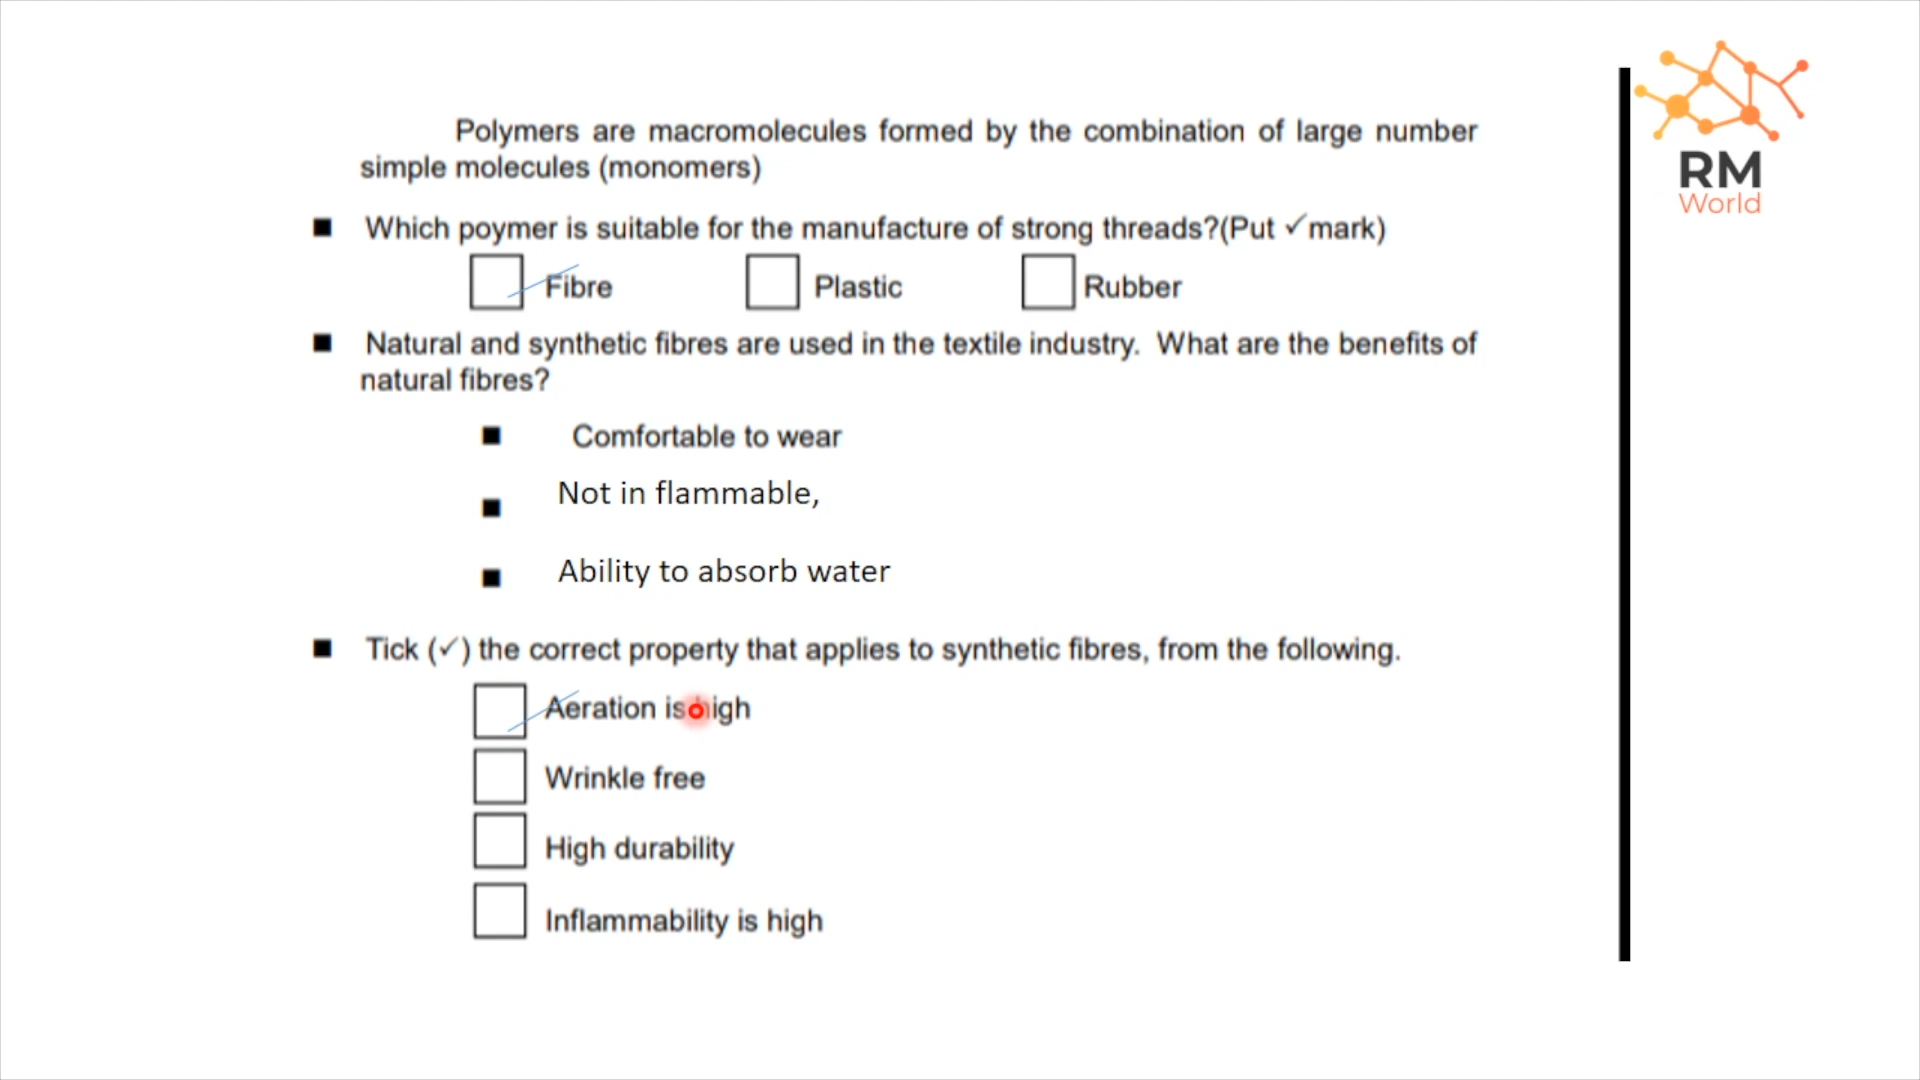 Polymers are macromolecules formed by the combination of large number
simple molecules (monomers)
RM
World
■ Which poymer is suitable for the manufacture of strong threads?(Put ✓mark)
Fibre Plastic Rubber
■ Natural and synthetic fibres are used in the textile industry. What are the benefits of
natural fibres?
■ Comfortable to wear
■ Not in flammable,
■ Ability to absorb water
■ Tick (✓) the correct property that applies to synthetic fibres, from the following.
Aeration is high
Wrinkle free
High durability
Inflammability is high